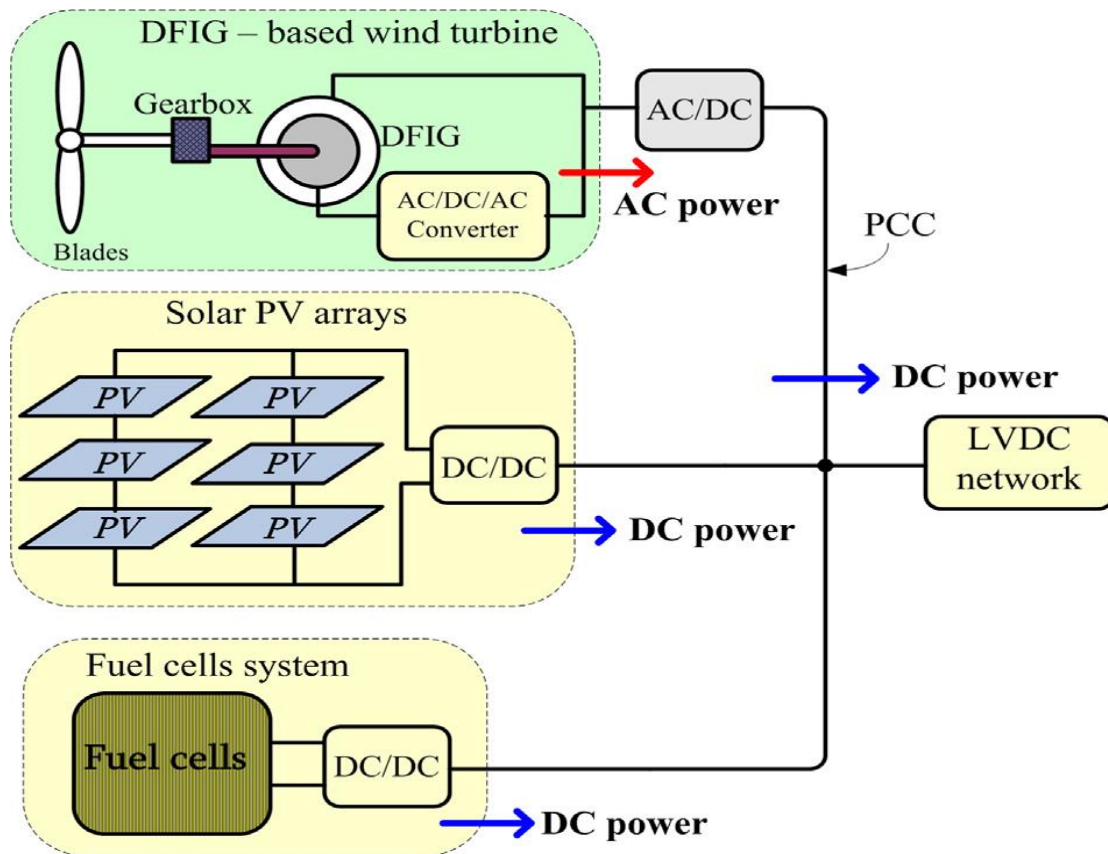 DFIG – based wind turbine
Gearbox
DFIG
AC/DC/AC
Converter
Blades
AC/DC
AC power
PCC
Solar PV arrays
PV
PV
PV
PV
PV
PV
DC/DC
DC power
DC power
LVDC
network
Fuel cells system
Fuel cells
DC/DC
DC power